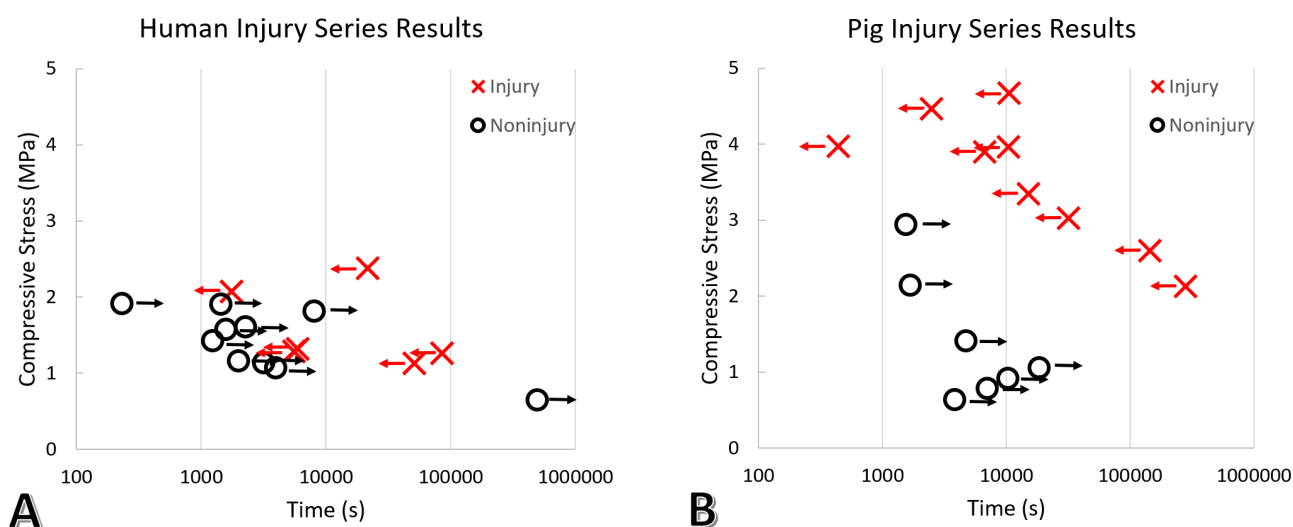 Human Injury Series Results
5
4
3
2
1
0
Compressive Stress (MPa)
Injury
Noninjury
100 1000 10000 100000 1000000
Time (s)
A
Pig Injury Series Results
5
4
3
2
1
0
Compressive Stress (MPa)
Injury
Noninjury
100 1000 10000 100000 1000000
Time (s)
B